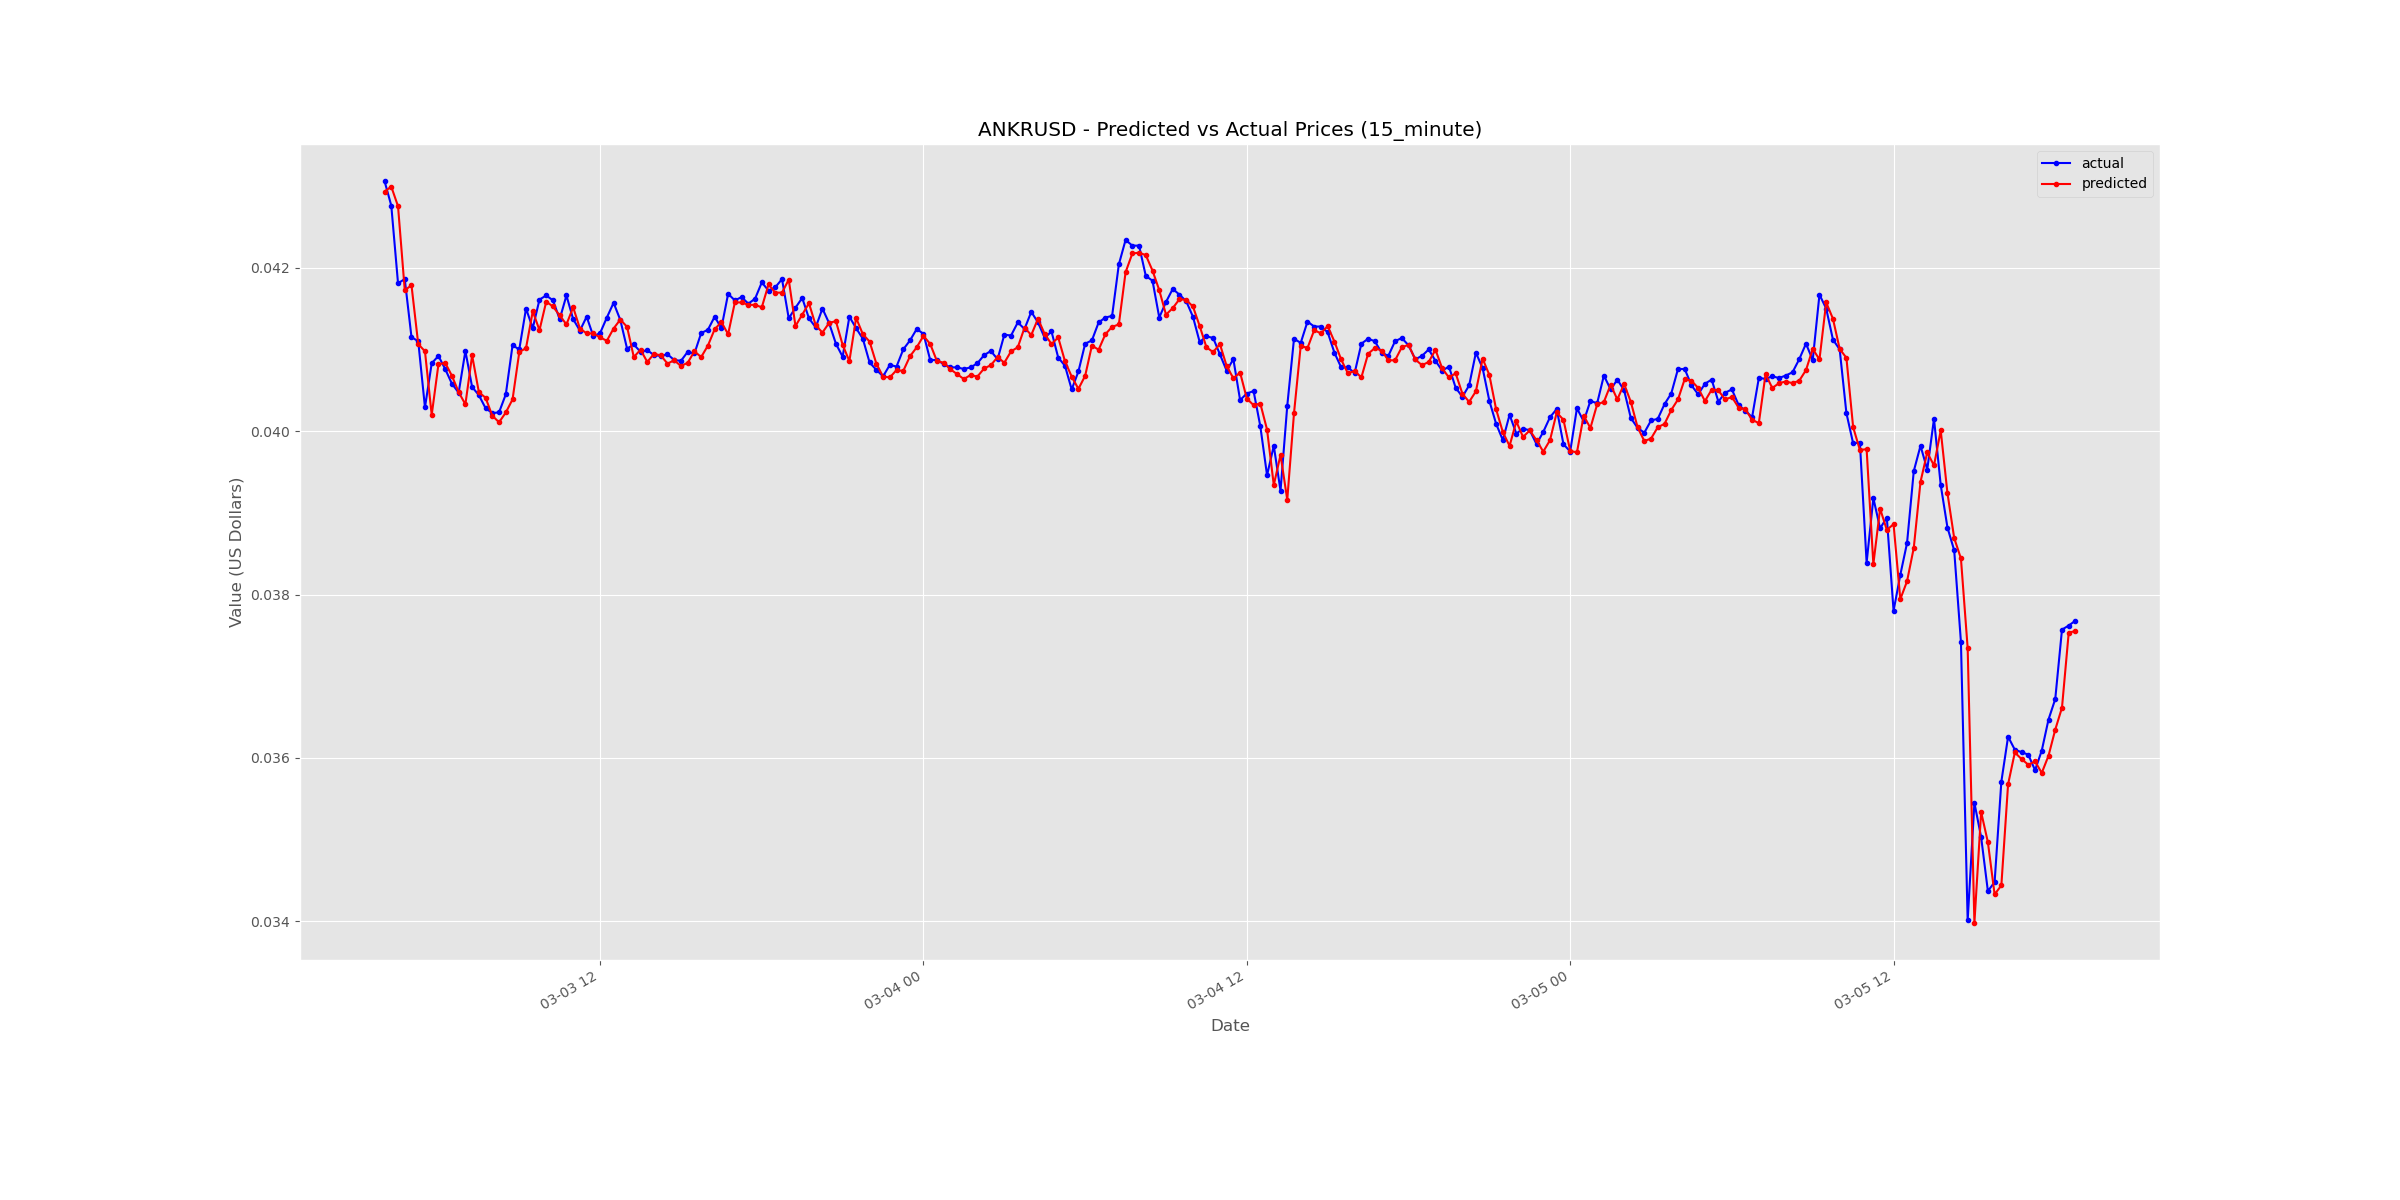 ANKRUSD - Predicted vs Actual Prices (15_minute)
actual
predicted
0.042
0.040
0.038
0.036
0.034
Value (US Dollars)
03-03 12
03-04 00
03-04 12
03-05 00
03-05 12
Date